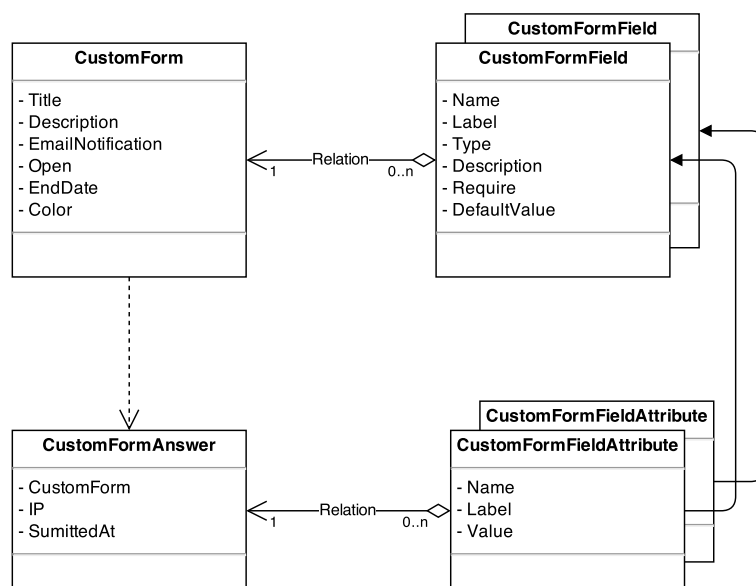 CustomFormField
CustomForm
- Title
- Description
- EmailNotification
- Open
- EndDate
- Color
Relation
1
0..n
CustomFormField
- Name
- Label
- Type
- Description
- Require
- DefaultValue
CustomFormFieldAttribute
CustomFormAnswer
- CustomForm
- IP
- SumittedAt
Relation
1
0..n
CustomFormFieldAttribute
- Name
- Label
- Value